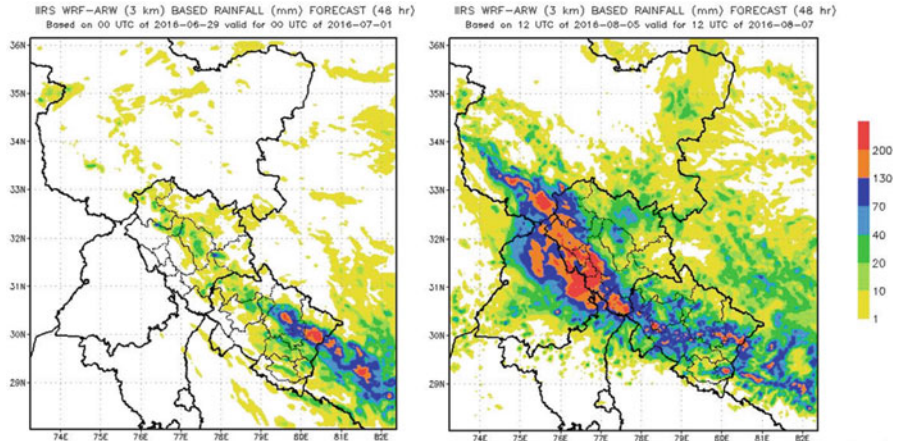 IIRS WRF-ARW (3 km) BASED RAINFALL (mm) FORECAST (48 hr)
Based on 00 UTC of 2016-06-29 valid for 00 UTC of 2016-07-01
36N
35N
34N
33N
32N
31N
30N
29N
74E 75E 76E 77E 78E 79E 80E 81E 82E
IIRS WRF-ARW (3 km) BASED RAINFALL (mm) FORECAST (48 hr)
Based on 12 UTC of 2016-08-05 valid for 12 UTC of 2016-08-07
36N
35N
34N
33N
32N
31N
30N
29N
74E 75E 76E 77E 78E 79E 80E 81E 82E
200
130
70
40
20
10
1